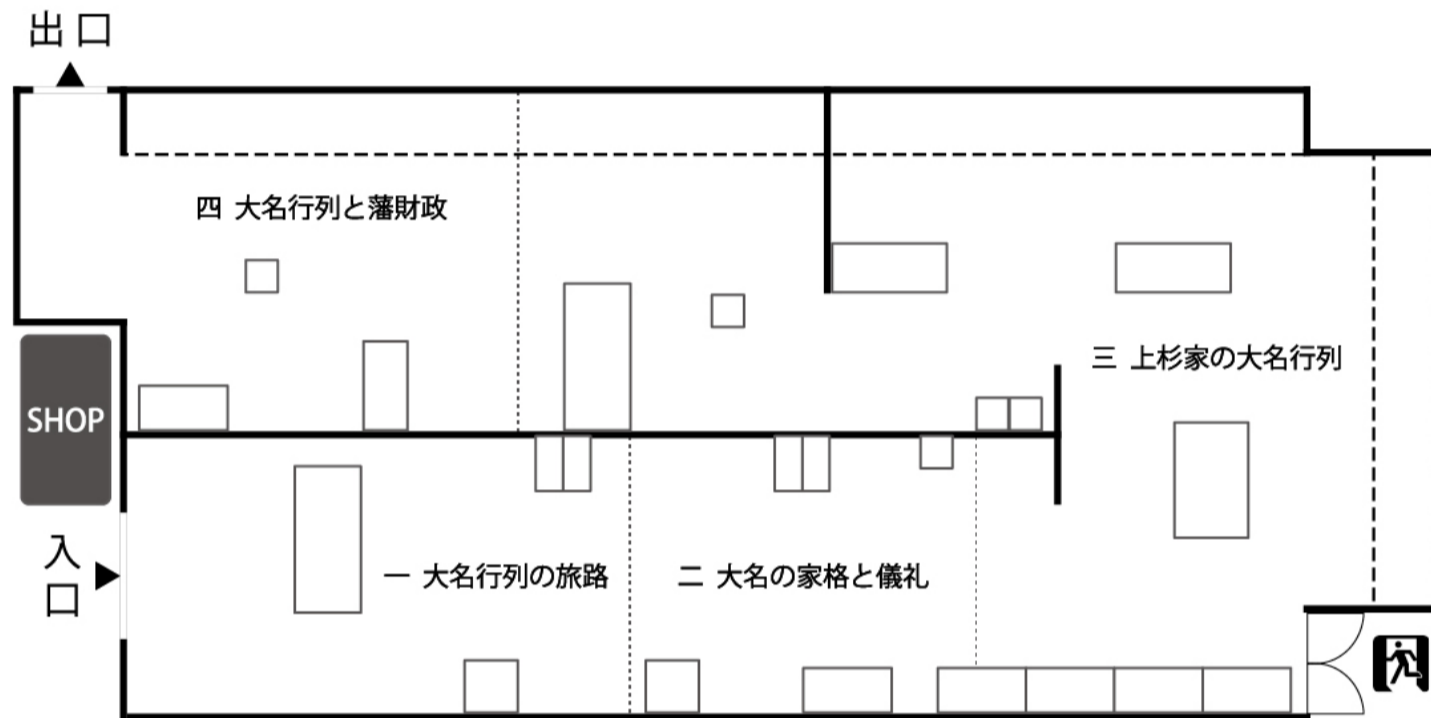 出口
四 大名行列と藩財政
三 上杉家の大名行列
SHOP
入口
一 大名行列の旅路
二 大名の家格と儀礼